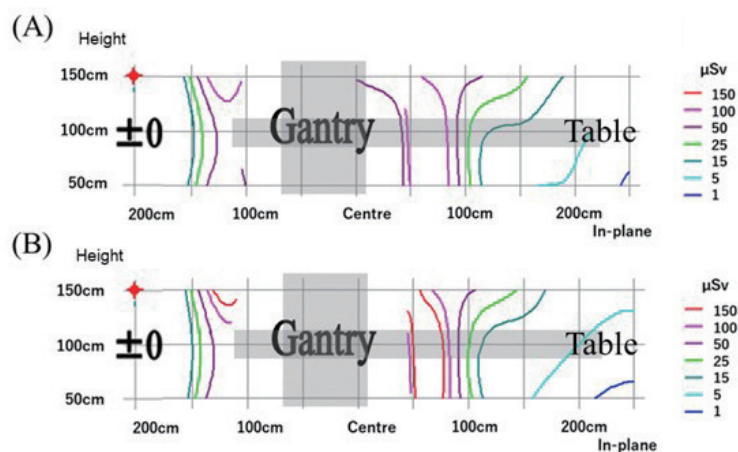 (A)
Height
150cm
100cm
50cm
±0
Gantry
Table
200cm 100cm Centre 100cm 200cm
In-plane
μSv
150
100
50
25
15
5
1
(B)
Height
150cm
100cm
50cm
±0
Gantry
Table
200cm 100cm Centre 100cm 200cm
In-plane
μSv
150
100
50
25
15
5
1